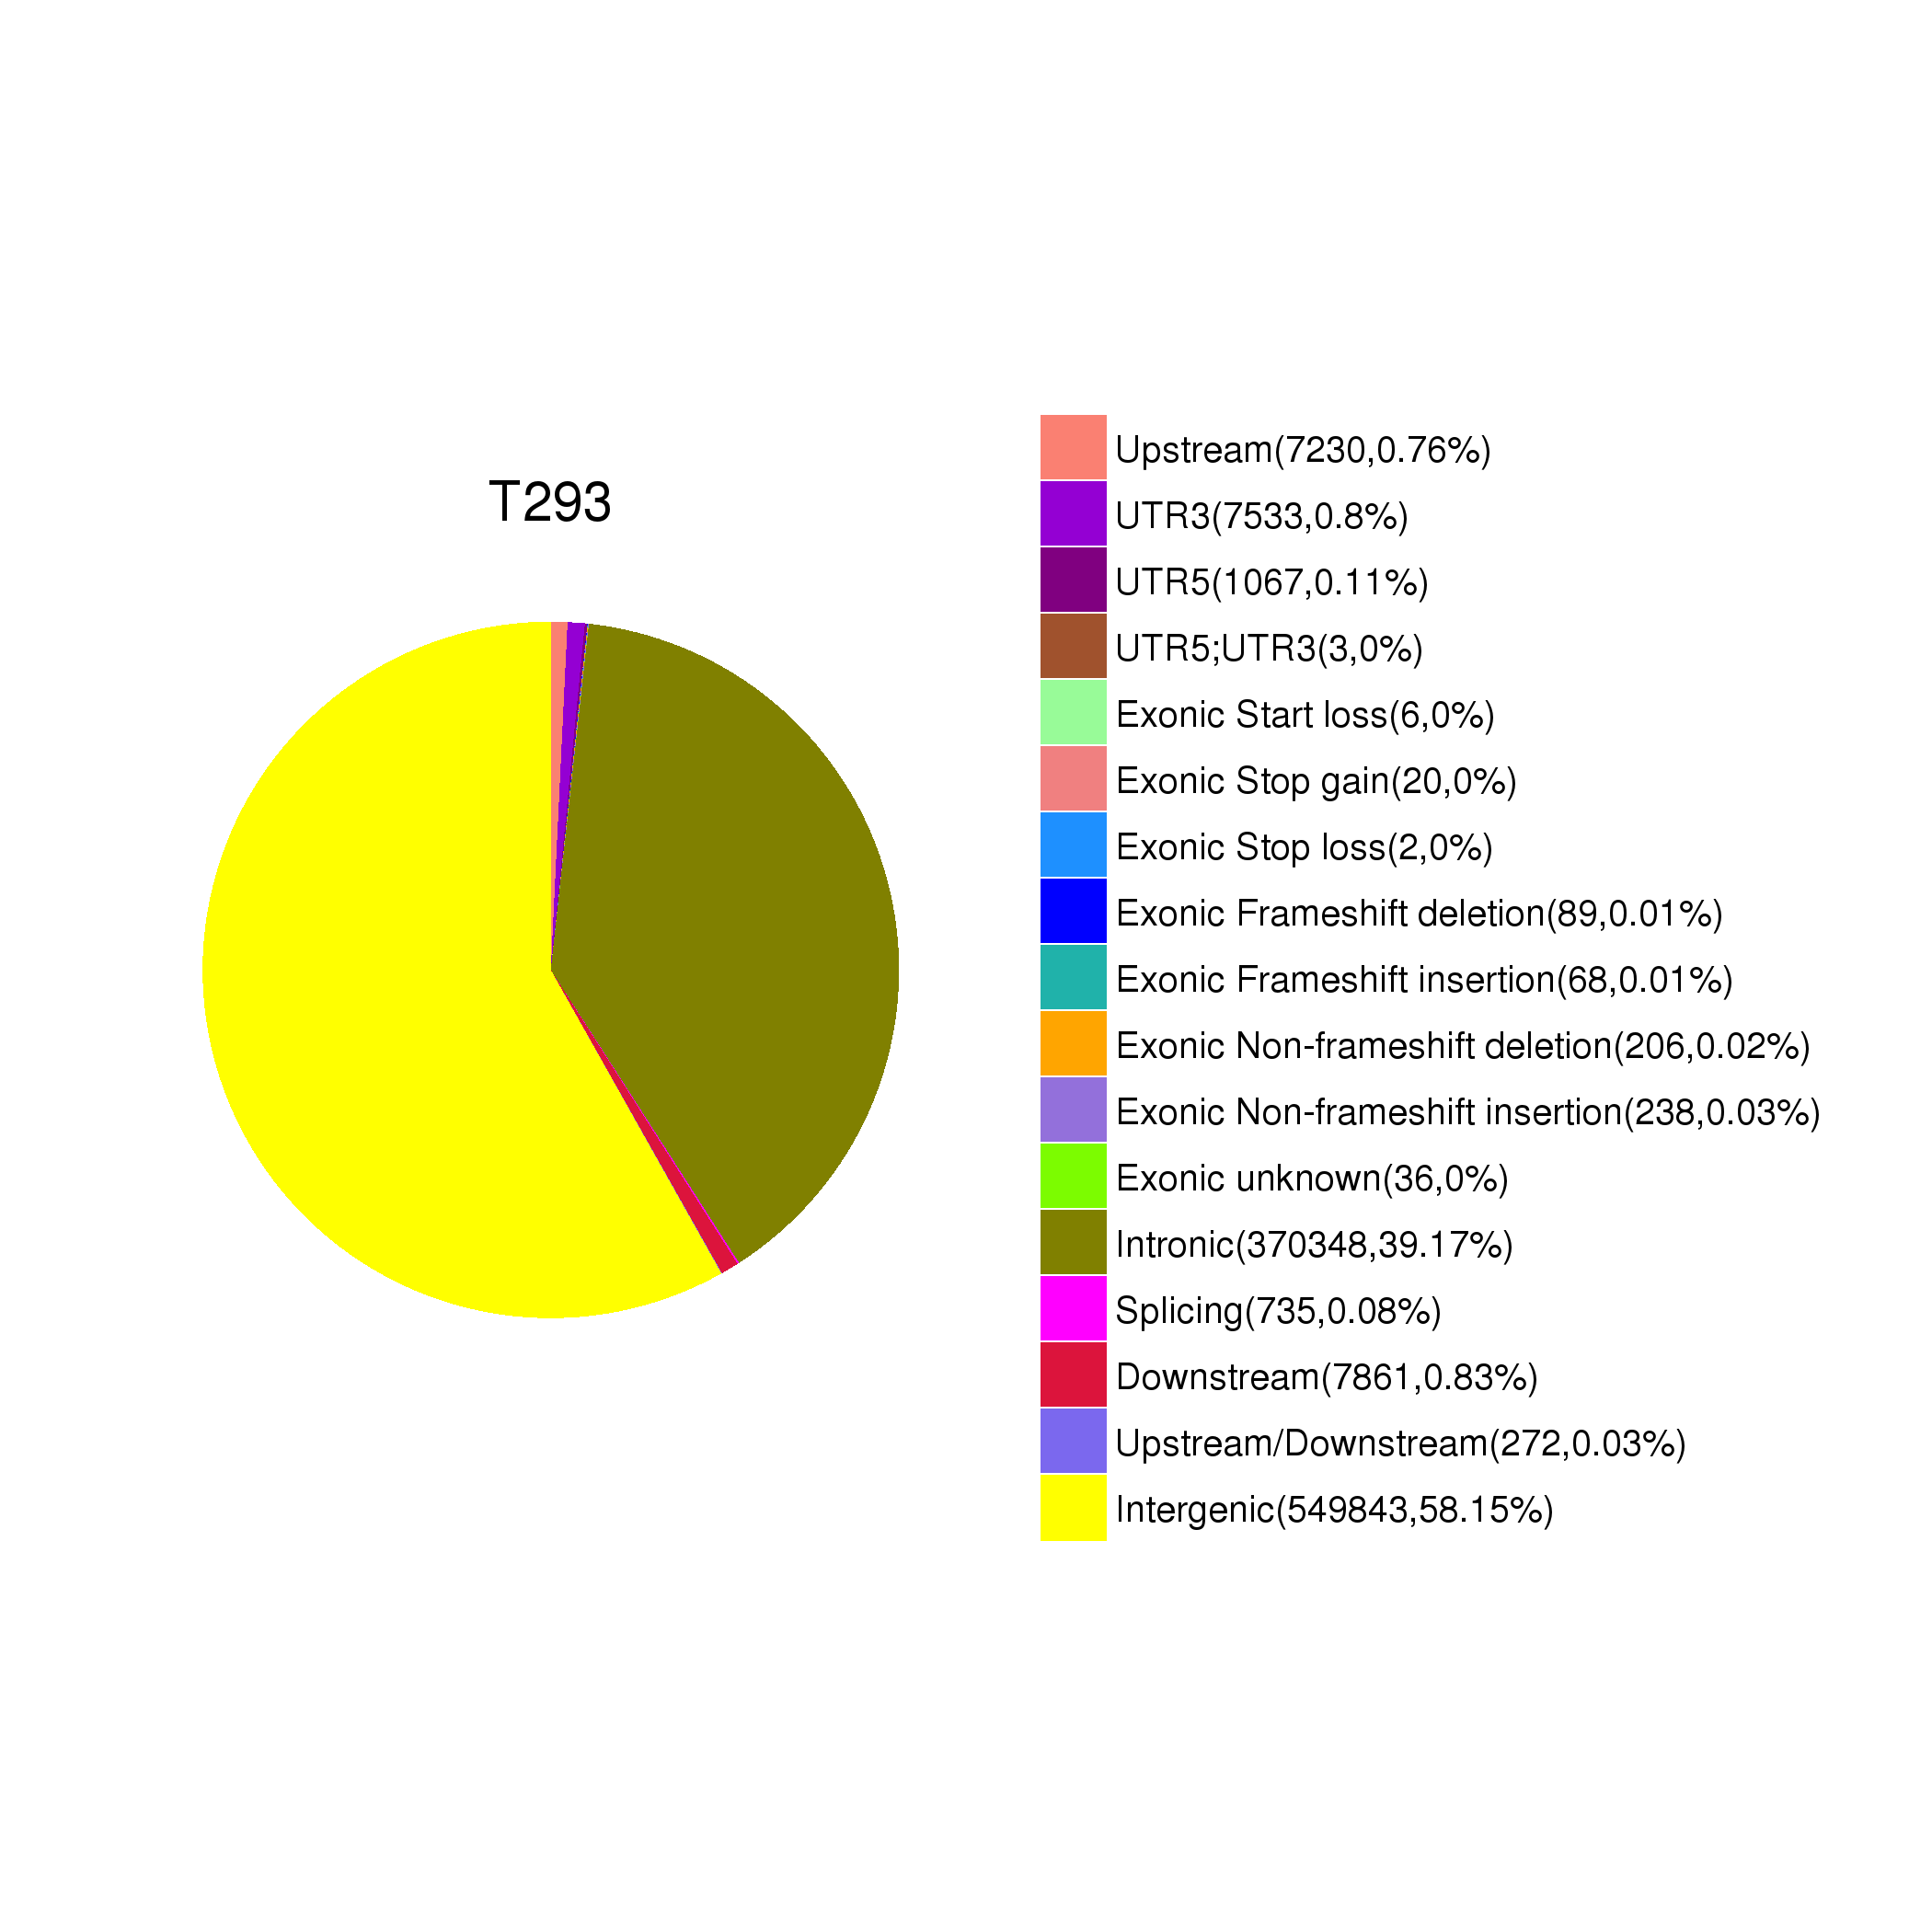 T293
Upstream(7230,0.76%)
UTR3(7533,0.8%)
UTR5(1067,0.11%)
UTR5;UTR3(3,0%)
Exonic Start loss(6,0%)
Exonic Stop gain(20,0%)
Exonic Stop loss(2,0%)
Exonic Frameshift deletion(89,0.01%)
Exonic Frameshift insertion(68,0.01%)
Exonic Non-frameshift deletion(206,0.02%)
Exonic Non-frameshift insertion(238,0.03%)
Exonic unknown(36,0%)
Intronic(370348,39.17%)
Splicing(735,0.08%)
Downstream(7861,0.83%)
Upstream/Downstream(272,0.03%)
Intergenic(549843,58.15%)